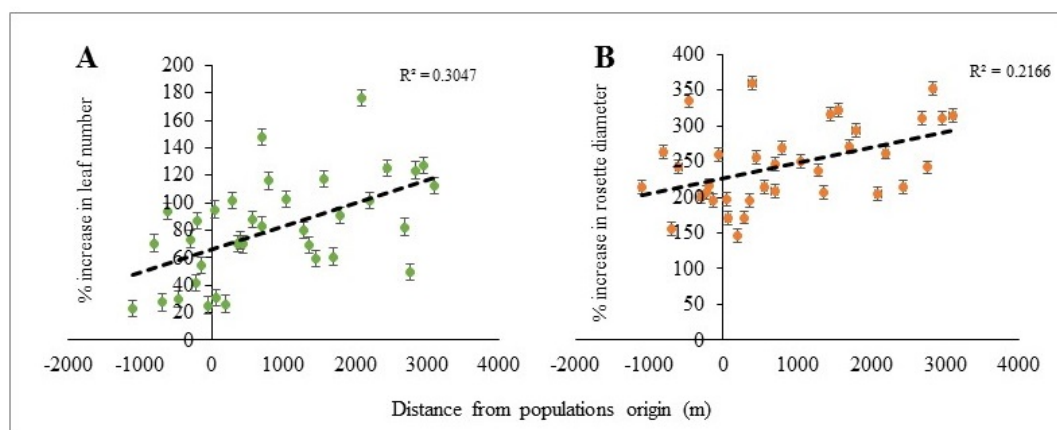 A
R² = 0.3047
% increase in leaf number
200
180
160
140
120
100
80
60
40
20
0
-2000 -1000 0 1000 2000 3000 4000
B
R² = 0.2166
% increase in rosette diameter
400
350
300
250
200
150
100
50
0
-2000 -1000 0 1000 2000 3000 4000
Distance from populations origin (m)